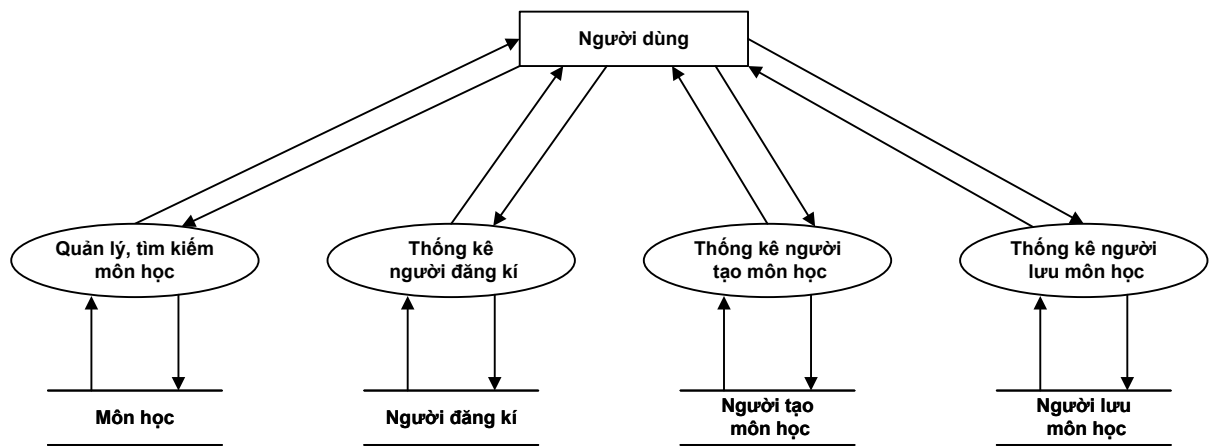 Người dùng
Quản lý, tìm kiếm
môn học
Thống kê
người đăng kí
Thống kê người
tạo môn học
Thống kê người
lưu môn học
Môn học
Người đăng kí
Người tạo
môn học
Người lưu
môn học